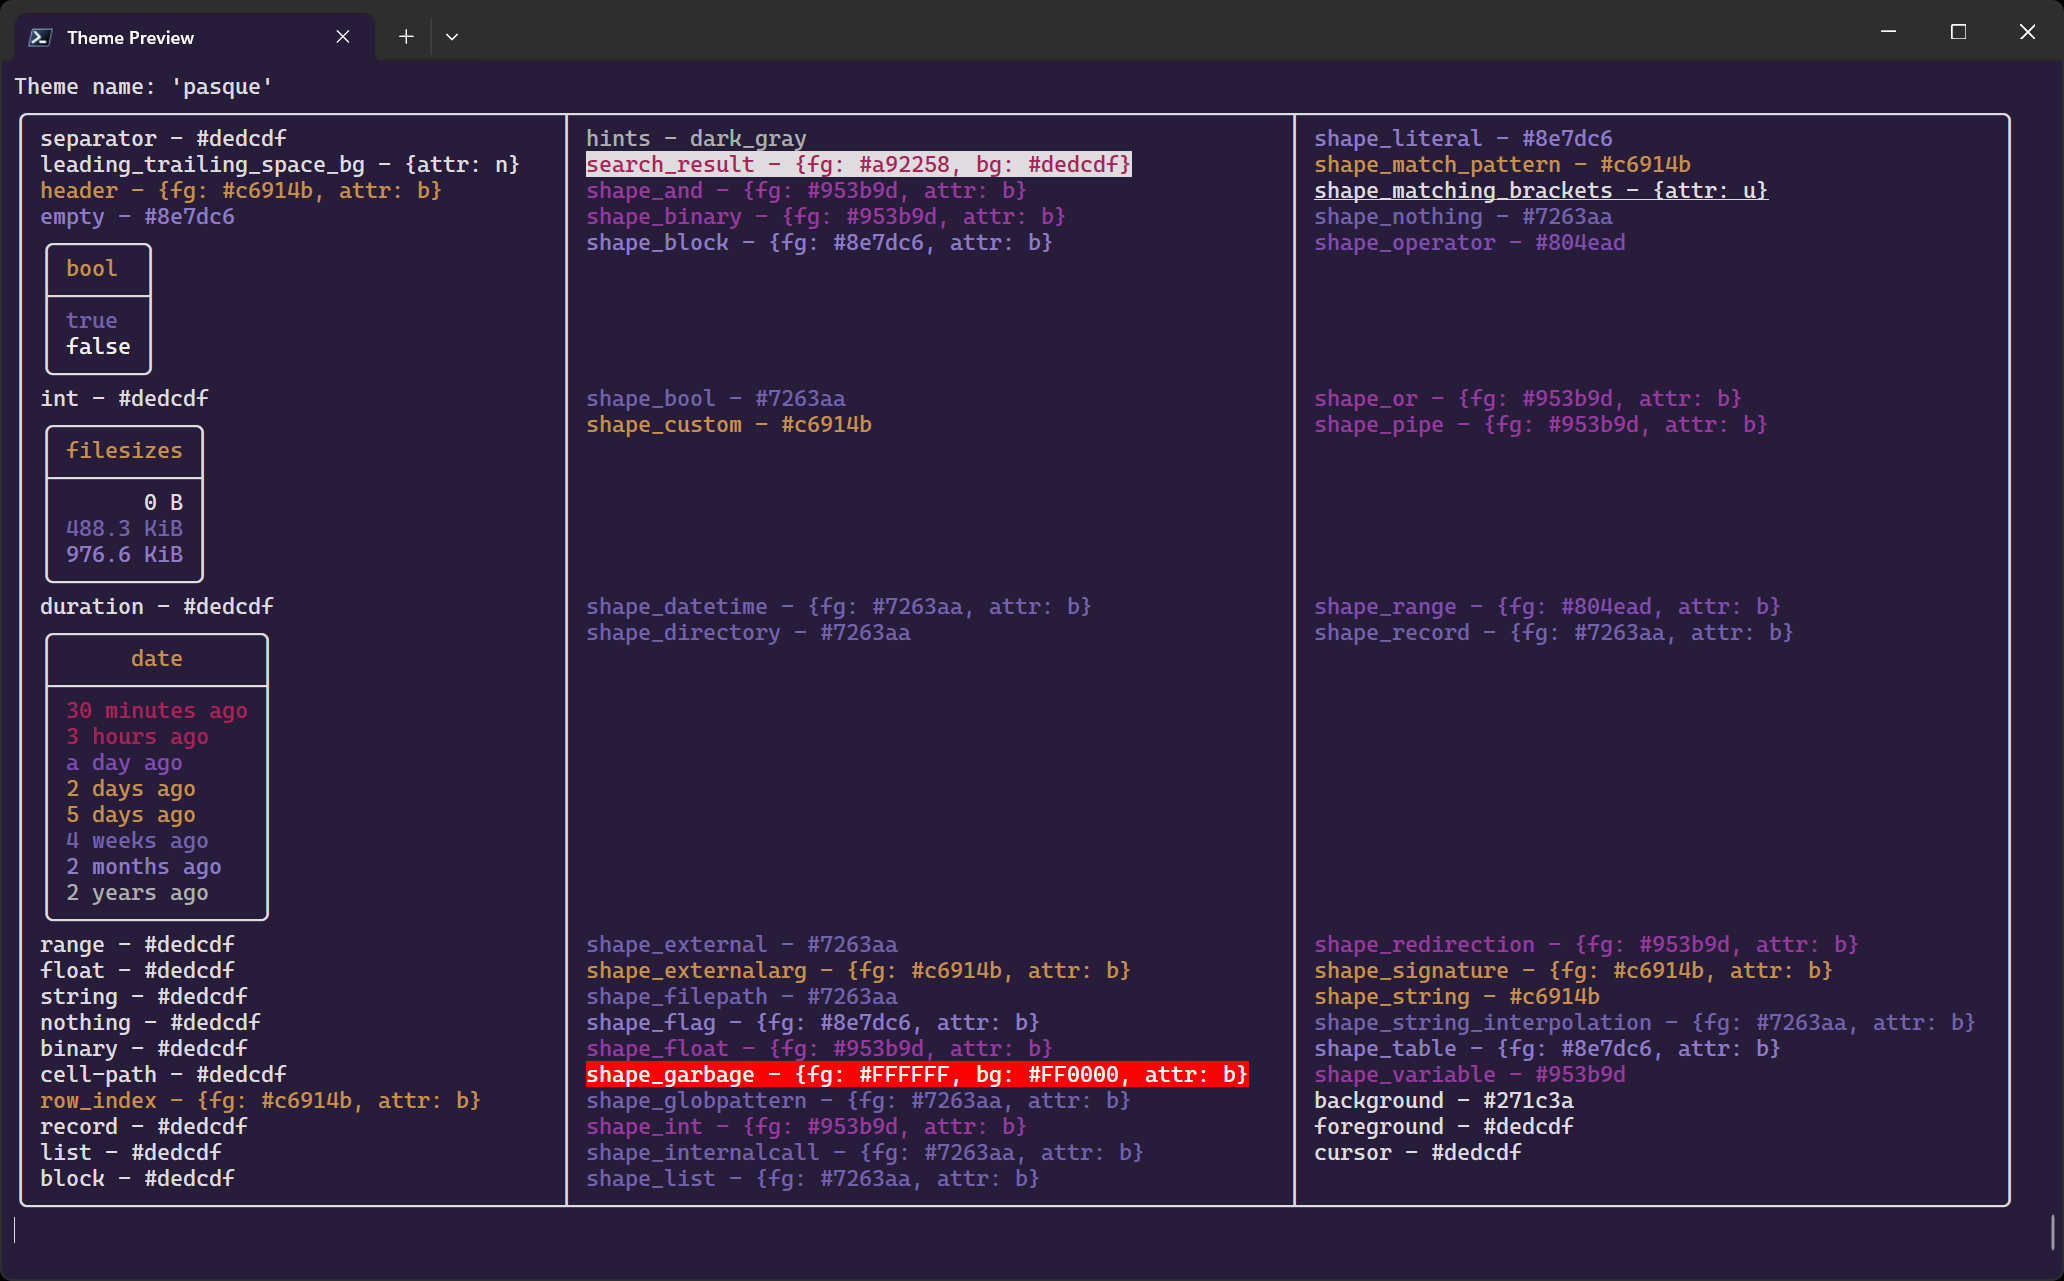 Theme Preview
Theme name: 'pasque'
separator - #dedcdf
leading_trailing_space_bg - {attr: n}
header - {fg: #c6914b, attr: b}
empty - #8e7dc6
bool
true
false
int - #dedcdf
filesizes
0 B
488.3 KiB
976.6 KiB
duration - #dedcdf
date
30 minutes ago
3 hours ago
a day ago
2 days ago
5 days ago
4 weeks ago
2 months ago
2 years ago
range - #dedcdf
float - #dedcdf
string - #dedcdf
nothing - #dedcdf
binary - #dedcdf
cell-path - #dedcdf
row_index - {fg: #c6914b, attr: b}
record - #dedcdf
list - #dedcdf
block - #dedcdf
hints - dark_gray
search_result - {fg: #a92258, bg: #dedcdf}
shape_and - {fg: #953b9d, attr: b}
shape_binary - {fg: #953b9d, attr: b}
shape_block - {fg: #8e7dc6, attr: b}
shape_bool - #7263aa
shape_custom - #c6914b
shape_datetime - {fg: #7263aa, attr: b}
shape_directory - #7263aa
shape_external - #7263aa
shape_externalarg - {fg: #c6914b, attr: b}
shape_filepath - #7263aa
shape_flag - {fg: #8e7dc6, attr: b}
shape_float - {fg: #953b9d, attr: b}
shape_garbage - {fg: #FFFFFF, bg: #FF0000, attr: b}
shape_globpattern - {fg: #7263aa, attr: b}
shape_int - {fg: #953b9d, attr: b}
shape_internalcall - {fg: #7263aa, attr: b}
shape_list - {fg: #7263aa, attr: b}
shape_literal - #8e7dc6
shape_match_pattern - #c6914b
shape_matching_brackets - {attr: u}
shape_nothing - #7263aa
shape_operator - #804ead
shape_or - {fg: #953b9d, attr: b}
shape_pipe - {fg: #953b9d, attr: b}
shape_range - {fg: #804ead, attr: b}
shape_record - {fg: #7263aa, attr: b}
shape_redirection - {fg: #953b9d, attr: b}
shape_signature - {fg: #c6914b, attr: b}
shape_string - #c6914b
shape_string_interpolation - {fg: #7263aa, attr: b}
shape_table - {fg: #8e7dc6, attr: b}
shape_variable - #953b9d
background - #271c3a
foreground - #dedcdf
cursor - #dedcdf